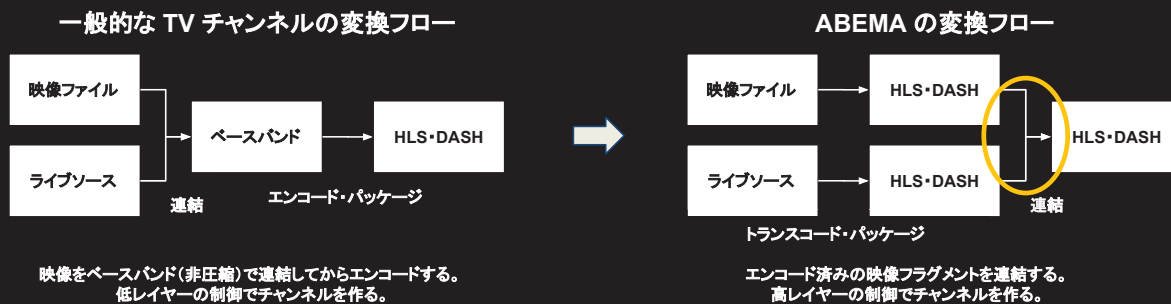 一般的な TV チャンネルの変換フロー
映像ファイル
ライブソース
連結
ベースバンド
エンコード・パッケージ
HLS・DASH
映像をベースバンド(非圧縮)で連結してからエンコードする。
低レイヤーの制御でチャンネルを作る。
ABEMA の変換フロー
映像ファイル
HLS・DASH
ライブソース
HLS・DASH
トランスコード・パッケージ
連結
HLS・DASH
エンコード済みの映像フラグメントを連結する。
高レイヤーの制御でチャンネルを作る。